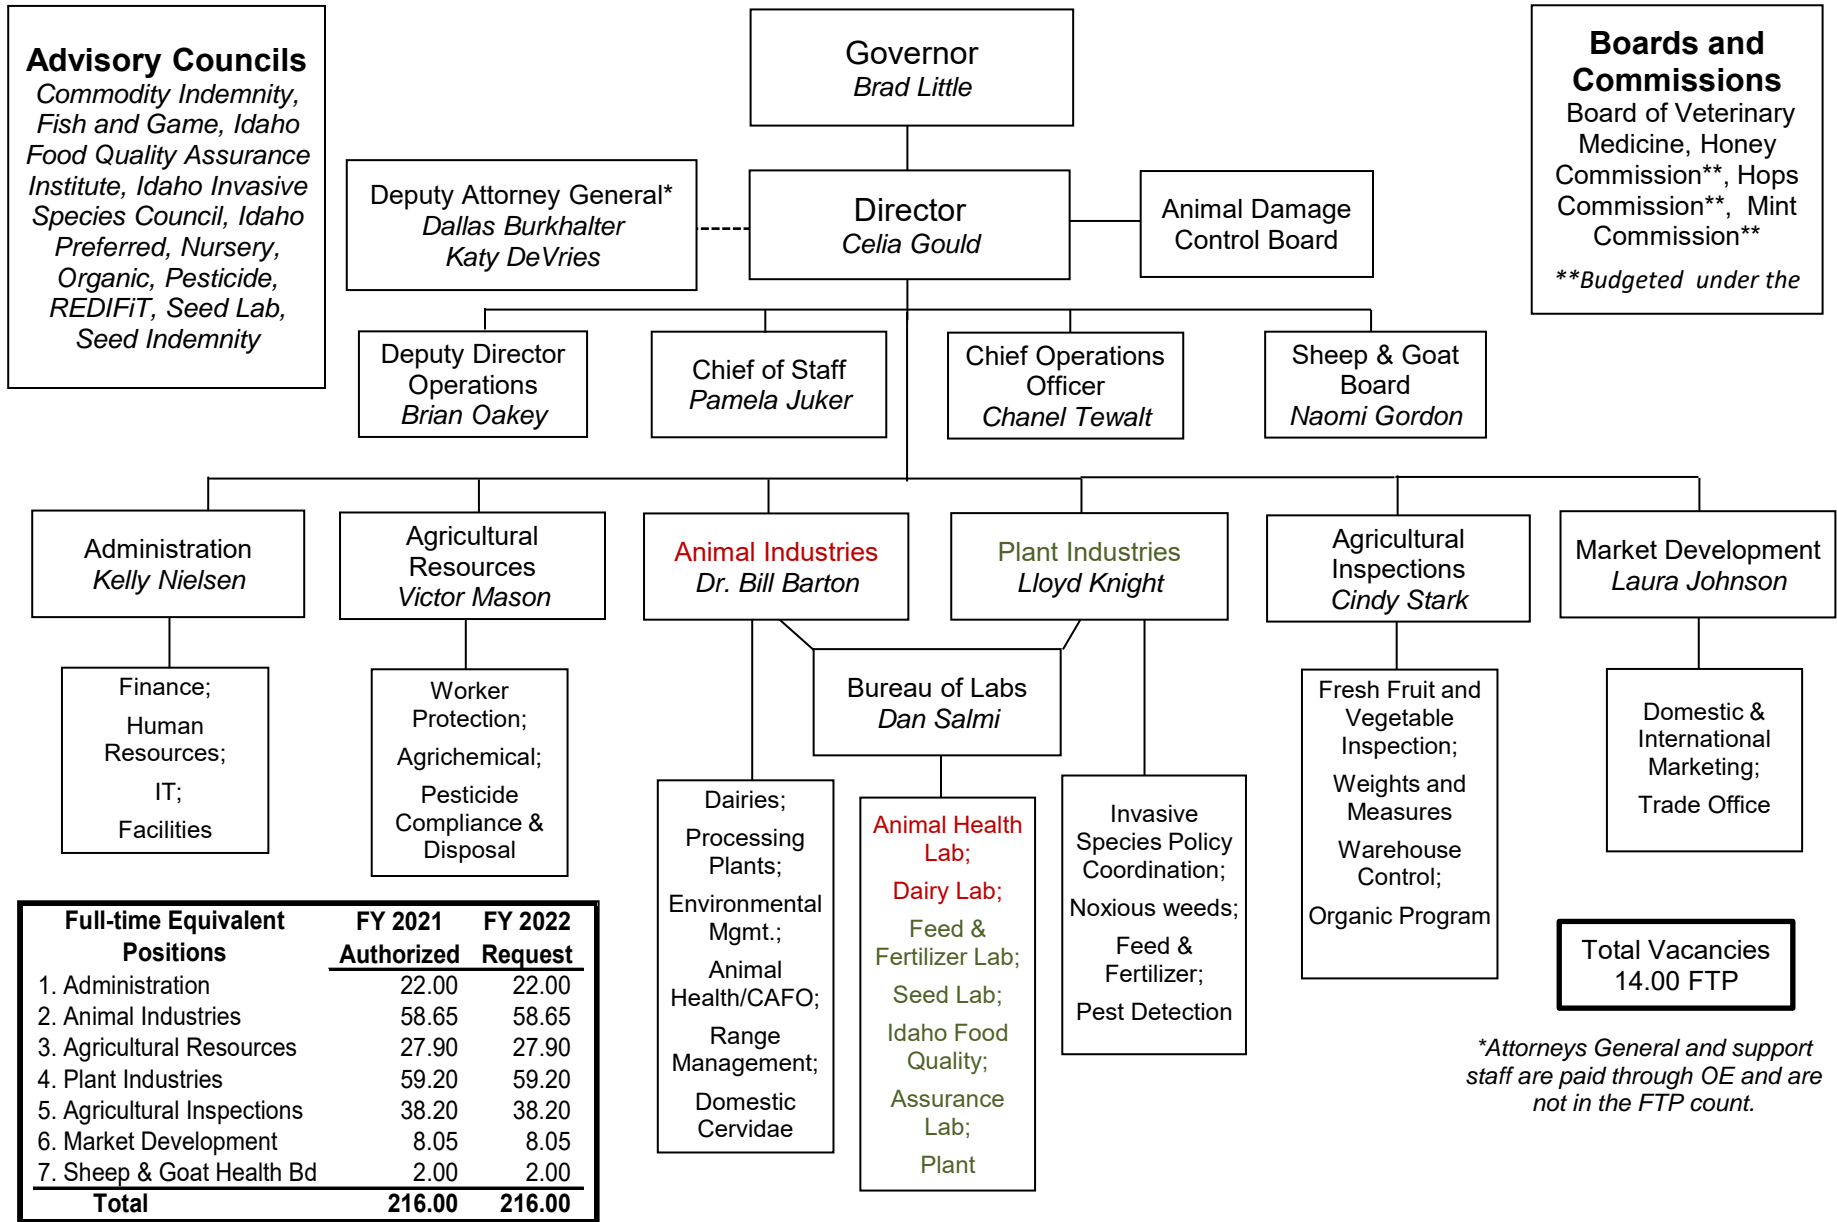 Advisory Councils
Commodity Indemnity,
Fish and Game, Idaho
Food Quality Assurance
Institute, Idaho Invasive
Species Council, Idaho
Preferred, Nursery,
Organic, Pesticide,
REDIFiT, Seed Lab,
Seed Indemnity
Governor
Brad Little
Boards and
Commissions
Board of Veterinary
Medicine, Honey
Commission**, Hops
Commission**, Mint
Commission**
**Budgeted under the
Deputy Attorney General*
Dallas Burkhalter
Katy DeVries
Director
Celia Gould
Animal Damage
Control Board
Deputy Director
Operations
Brian Oakey
Chief of Staff
Pamela Juker
Chief Operations
Officer
Chanel Tewalt
Sheep & Goat
Board
Naomi Gordon
Administration
Kelly Nielsen
Agricultural
Resources
Victor Mason
Animal Industries
Dr. Bill Barton
Plant Industries
Lloyd Knight
Agricultural
Inspections
Cindy Stark
Market Development
Laura Johnson
Finance;
Human
Resources;
IT;
Facilities
Worker
Protection;
Agrichemical;
Pesticide
Compliance &
Disposal
Bureau of Labs
Dan Salmi
Dairies;
Processing
Plants;
Environmental
Mgmt.;
Animal
Health/CAFO;
Range
Management;
Domestic
Cervidae
Animal Health
Lab;
Dairy Lab;
Feed &
Fertilizer Lab;
Seed Lab;
Idaho Food
Quality;
Assurance
Lab;
Plant
Invasive
Species Policy
Coordination;
Noxious weeds;
Feed &
Fertilizer;
Pest Detection
Fresh Fruit and
Vegetable
Inspection;
Weights and
Measures
Warehouse
Control;
Organic Program
Domestic &
International
Marketing;
Trade Office
Full-time Equivalent FY 2021 FY 2022
Positions Authorized Request
1. Administration 22.00 22.00
2. Animal Industries 58.65 58.65
3. Agricultural Resources 27.90 27.90
4. Plant Industries 59.20 59.20
5. Agricultural Inspections 38.20 38.20
6. Market Development 8.05 8.05
7. Sheep & Goat Health Bd 2.00 2.00
Total 216.00 216.00
Total Vacancies
14.00 FTP
*Attorneys General and support
staff are paid through OE and are
not in the FTP count.